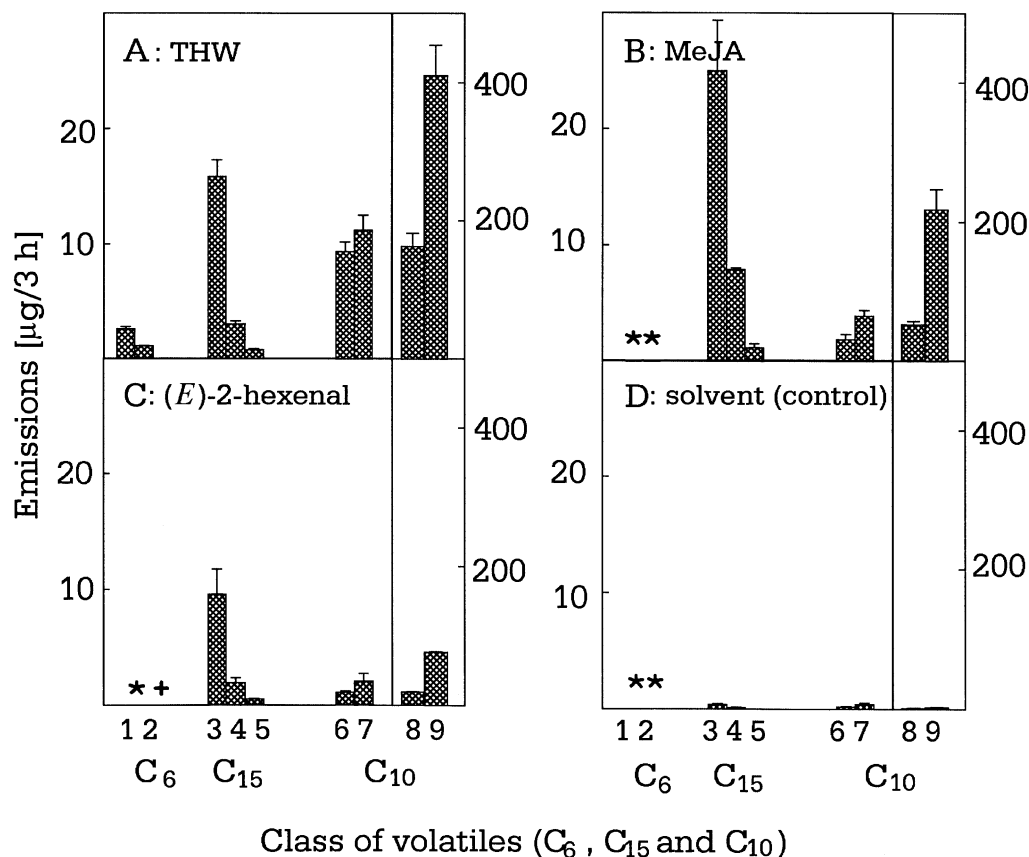 A: THW
B: MeJA
400
400
20
20
200
200
10
10
**
C: (E)-2-hexenal
D: solvent (control)
400
400
20
20
200
200
10
10
* +
**
1 2 3 4 5 6 7 8 9
1 2 3 4 5 6 7 8 9
C6 C15 C10
C6 C15 C10
Emissions [µg/3 h]
Class of volatiles (C6 , C15 and C10)